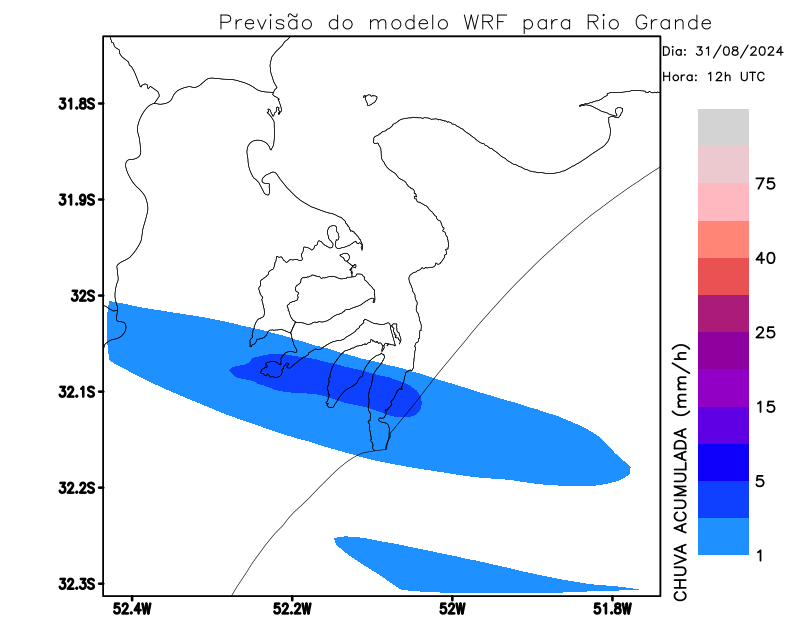 Previsão do modelo WRF para Rio Grande
Dia: 31/08/2024
Hora: 12h UTC
31.8S
31.9S
32S
32.1S
32.2S
32.3S
52.4W
52.2W
52W
51.8W
75
40
25
15
5
1
CHUVA ACUMULADA (mm/h)